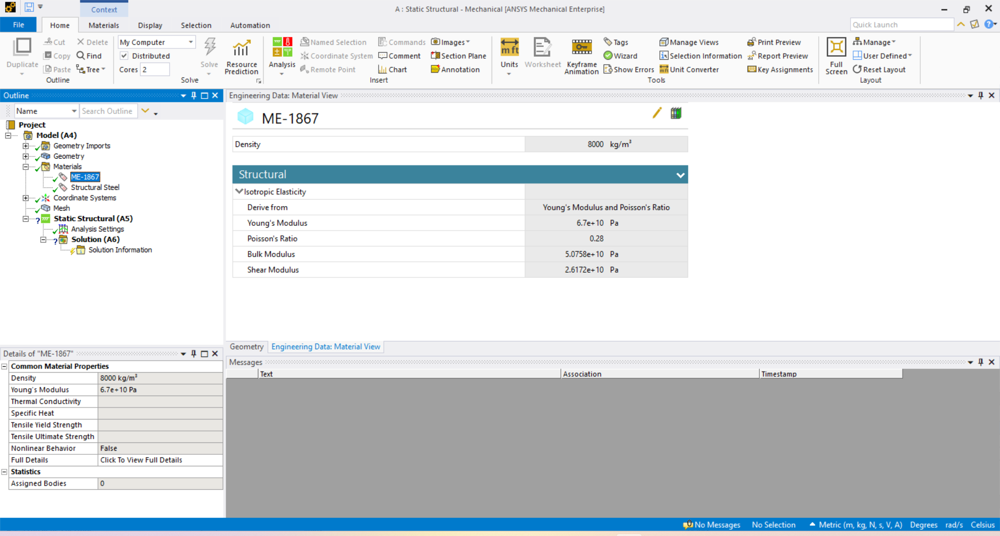 Context
A : Static Structural - Mechanical [ANSYS Mechanical Enterprise]
File Home Materials Display Selection Automation
Quick Launch
Duplicate
Cut
Copy
Paste
Delete
Find
Tree
Outline
My Computer
Distributed
Cores 2
Solve
Resource Prediction
Solve
Analysis
Named Selection
Coordinate System
Remote Point
Commands
Comment
Chart
Images
Section Plane
Annotation
Insert
m ft
Units
Worksheet
Keyframe Animation
Tags
Wizard
Show Errors
Manage Views
Selection Information
Unit Converter
Print Preview
Report Preview
Key Assignments
Tools
Full Screen
Manage
User Defined
Reset Layout
Layout
Outline
Name
Search Outline
Project
Model (A4)
Geometry Imports
Geometry
Materials
ME-1867
Structural Steel
Coordinate Systems
Mesh
Static Structural (A5)
Analysis Settings
Solution (A6)
Solution Information
Engineering Data: Material View
ME-1867
Density 8000 kg/m³
Structural
Isotropic Elasticity
Derive from Young's Modulus and Poisson's Ratio
Young's Modulus 6.7e+10 Pa
Poisson's Ratio 0.28
Bulk Modulus 5.0758e+10 Pa
Shear Modulus 2.6172e+10 Pa
Geometry Engineering Data: Material View
Details of "ME-1867"
Common Material Properties
Density 8000 kg/m³
Young's Modulus 6.7e+10 Pa
Thermal Conductivity
Specific Heat
Tensile Yield Strength
Tensile Ultimate Strength
Nonlinear Behavior False
Full Details Click To View Full Details
Statistics
Assigned Bodies 0
Messages
Text Association Timestamp
No Messages No Selection Metric (m, kg, N, s, V, A) Degrees rad/s Celsius